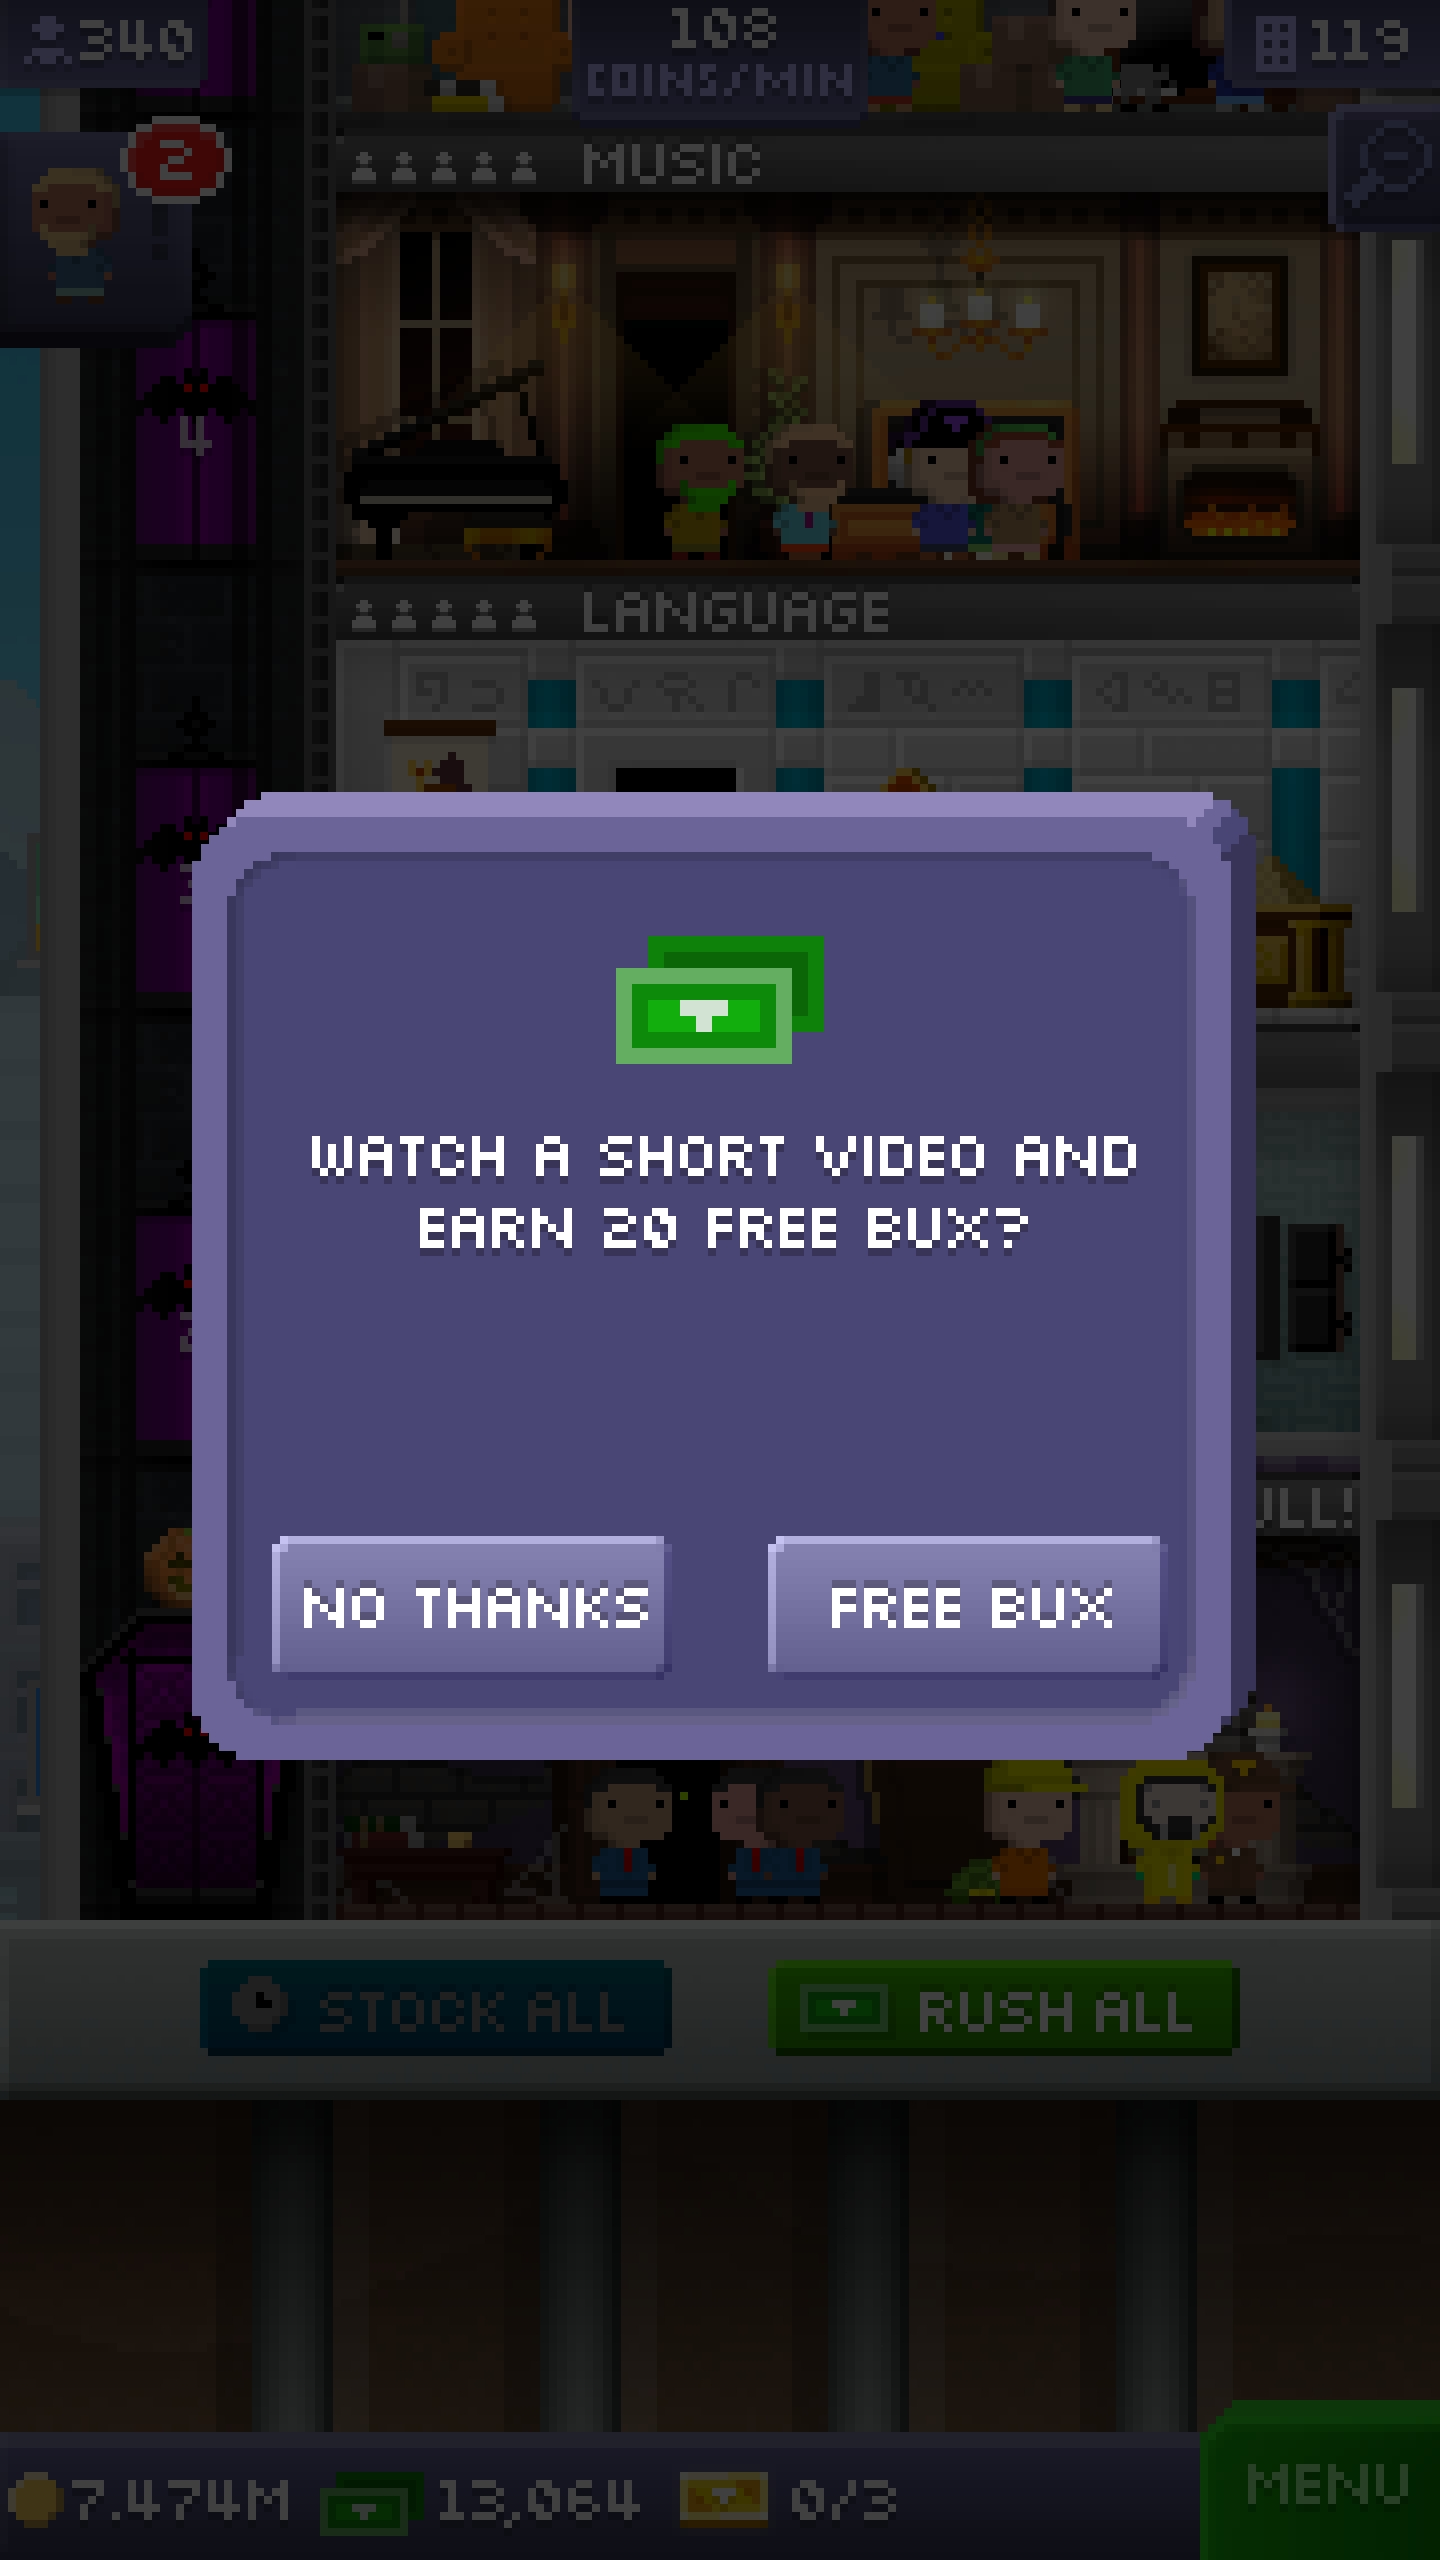 340
108
COINS/MIN
119
2
MUSIC
4
LANGUAGE
WATCH A SHORT VIDEO AND
EARN 20 FREE BUX?
ULL!
NO THANKS
FREE BUX
STOCK ALL
RUSH ALL
7.474M
13,064
0/3
MENU